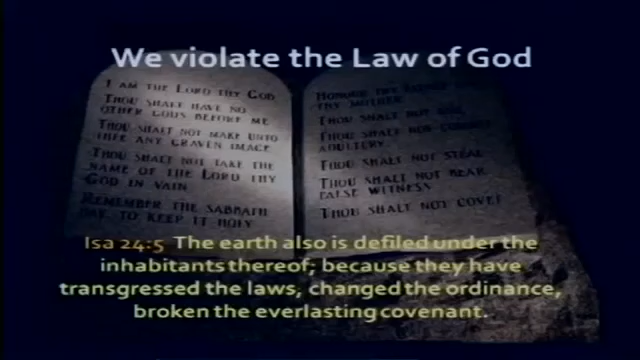 We violate the Law of God
I AM THE LORD THY GOD
THOU SHALT HAVE NO
OTHER GODS BEFORE ME
THOU SHALT NOT MAKE UNTO
THEE ANY GRAVEN IMAGE
THOU SHALT NOT TAKE THE
NAME OF THE LORD THY
GOD IN VAIN
REMEMBER THE SABBATH
DAY, TO KEEP IT HOLY
HONOUR THY FATHER AND
THY MOTHER
THOU SHALT NOT KILL
THOU SHALT NOT COMMIT
ADULTERY
THOU SHALT NOT STEAL
THOU SHALT NOT BEAR
FALSE WITNESS
THOU SHALT NOT COVET
Isa 24:5 The earth also is defiled under the
inhabitants thereof; because they have
transgressed the laws, changed the ordinance,
broken the everlasting covenant.